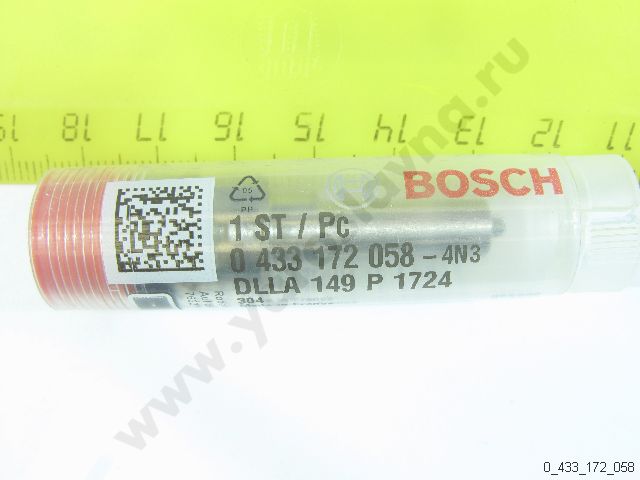 19 18 17 16 15 14 13 12 11
BOSCH
05
PP
1 ST / Pc
0 433 172 058 - 4N3
DLLA 149 P 1724
384
0_433_172_058